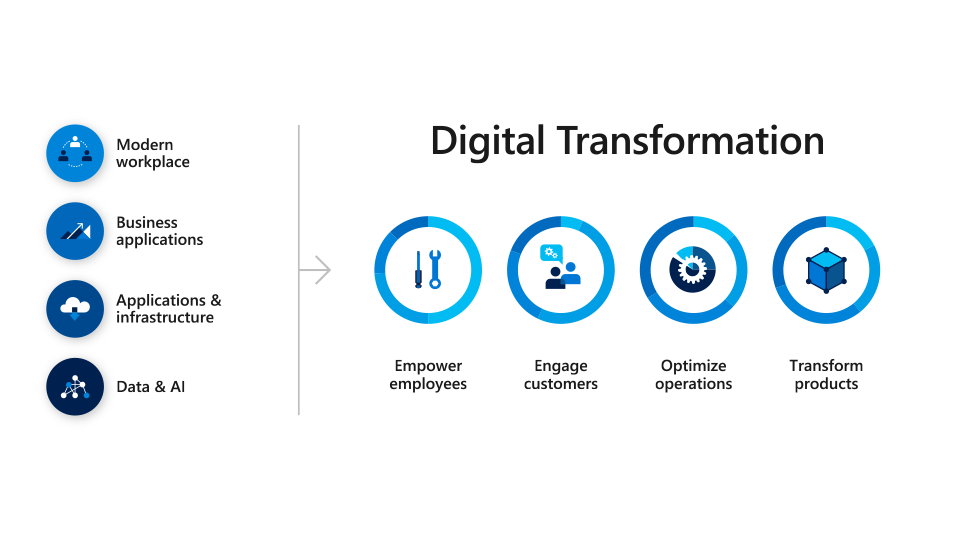 Modern
workplace
Business
applications
Applications &
infrastructure
Data & AI
Digital Transformation
Empower
employees
Engage
customers
Optimize
operations
Transform
products